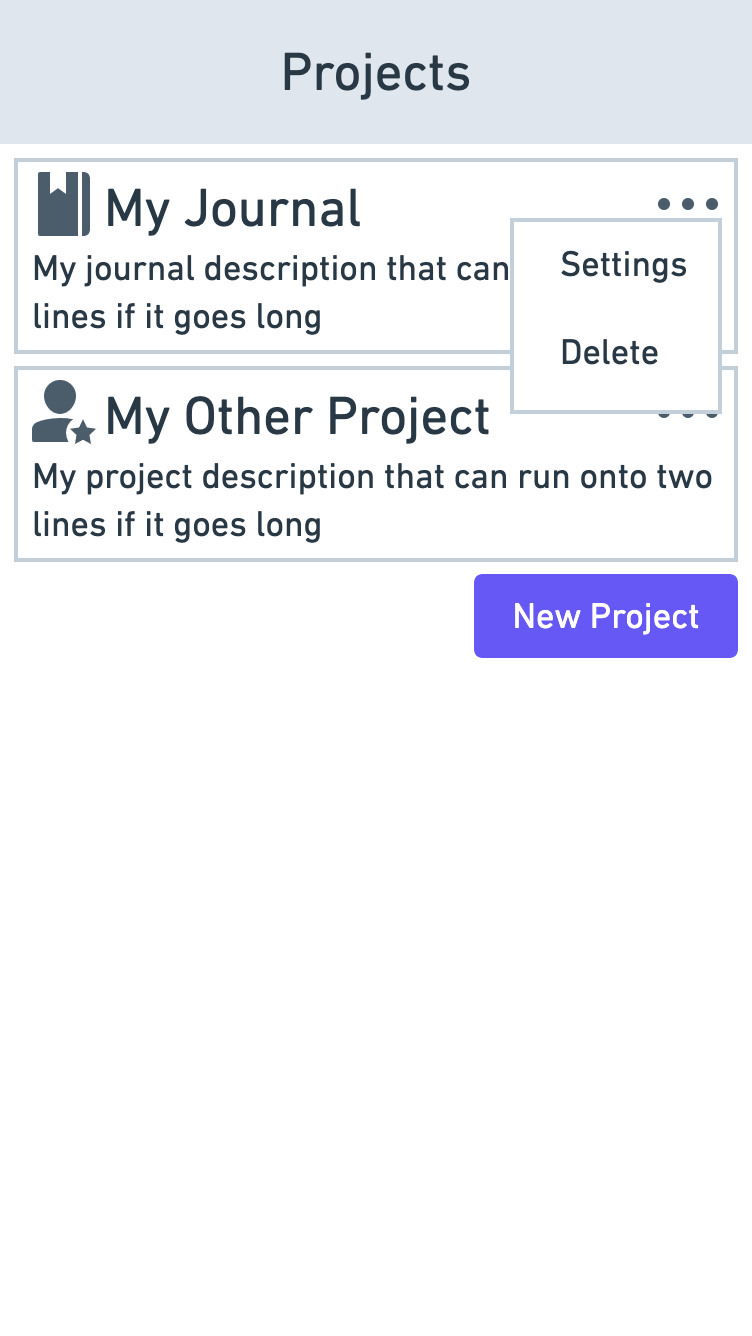 Projects
My Journal
My journal description that can
lines if it goes long
Settings
Delete
My Other Project
My project description that can run onto two
lines if it goes long
New Project